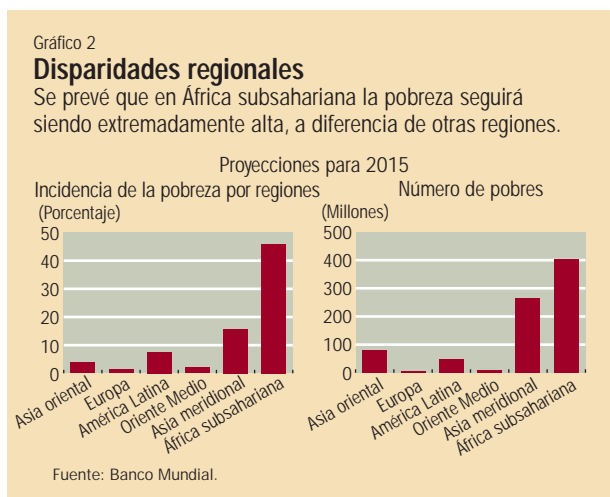 Gráfico 2
Disparidades regionales
Se prevé que en África subsahariana la pobreza seguirá
siendo extremadamente alta, a diferencia de otras regiones.
Proyecciones para 2015
Incidencia de la pobreza por regiones
(Porcentaje)
50
40
30
20
10
0
Asia oriental
Europa
América Latina
Oriente Medio
Asia meridional
África subsahariana
Número de pobres
(Millones)
500
400
300
200
100
0
Asia oriental
Europa
América Latina
Oriente Medio
Asia meridional
África subsahariana
Fuente: Banco Mundial.